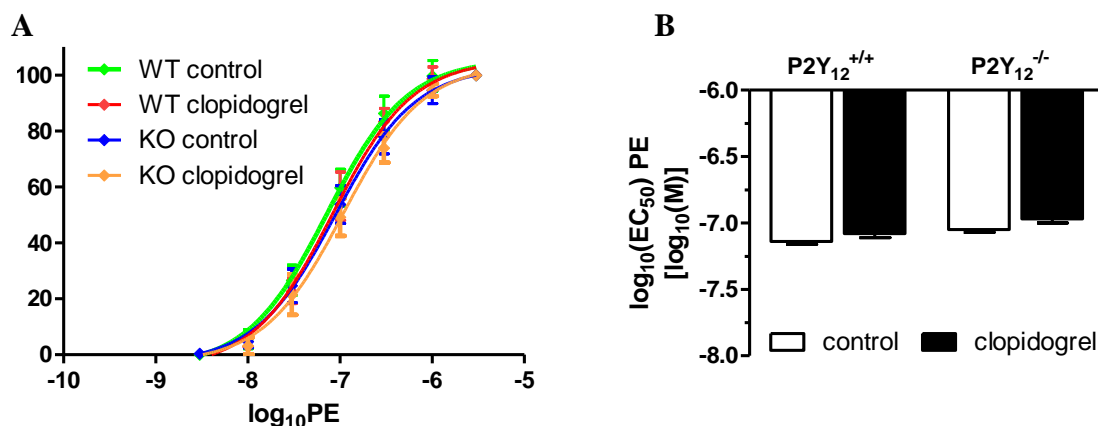 A
100
80
60
40
20
0
WT control
WT clopidogrel
KO control
KO clopidogrel
-10 -9 -8 -7 -6 -5
log₁₀PE
B
P2Y₁₂⁺/⁺ P2Y₁₂⁻/⁻
log₁₀(EC₅₀) PE
[log₁₀(M)]
-6.0
-6.5
-7.0
-7.5
-8.0
control clopidogrel